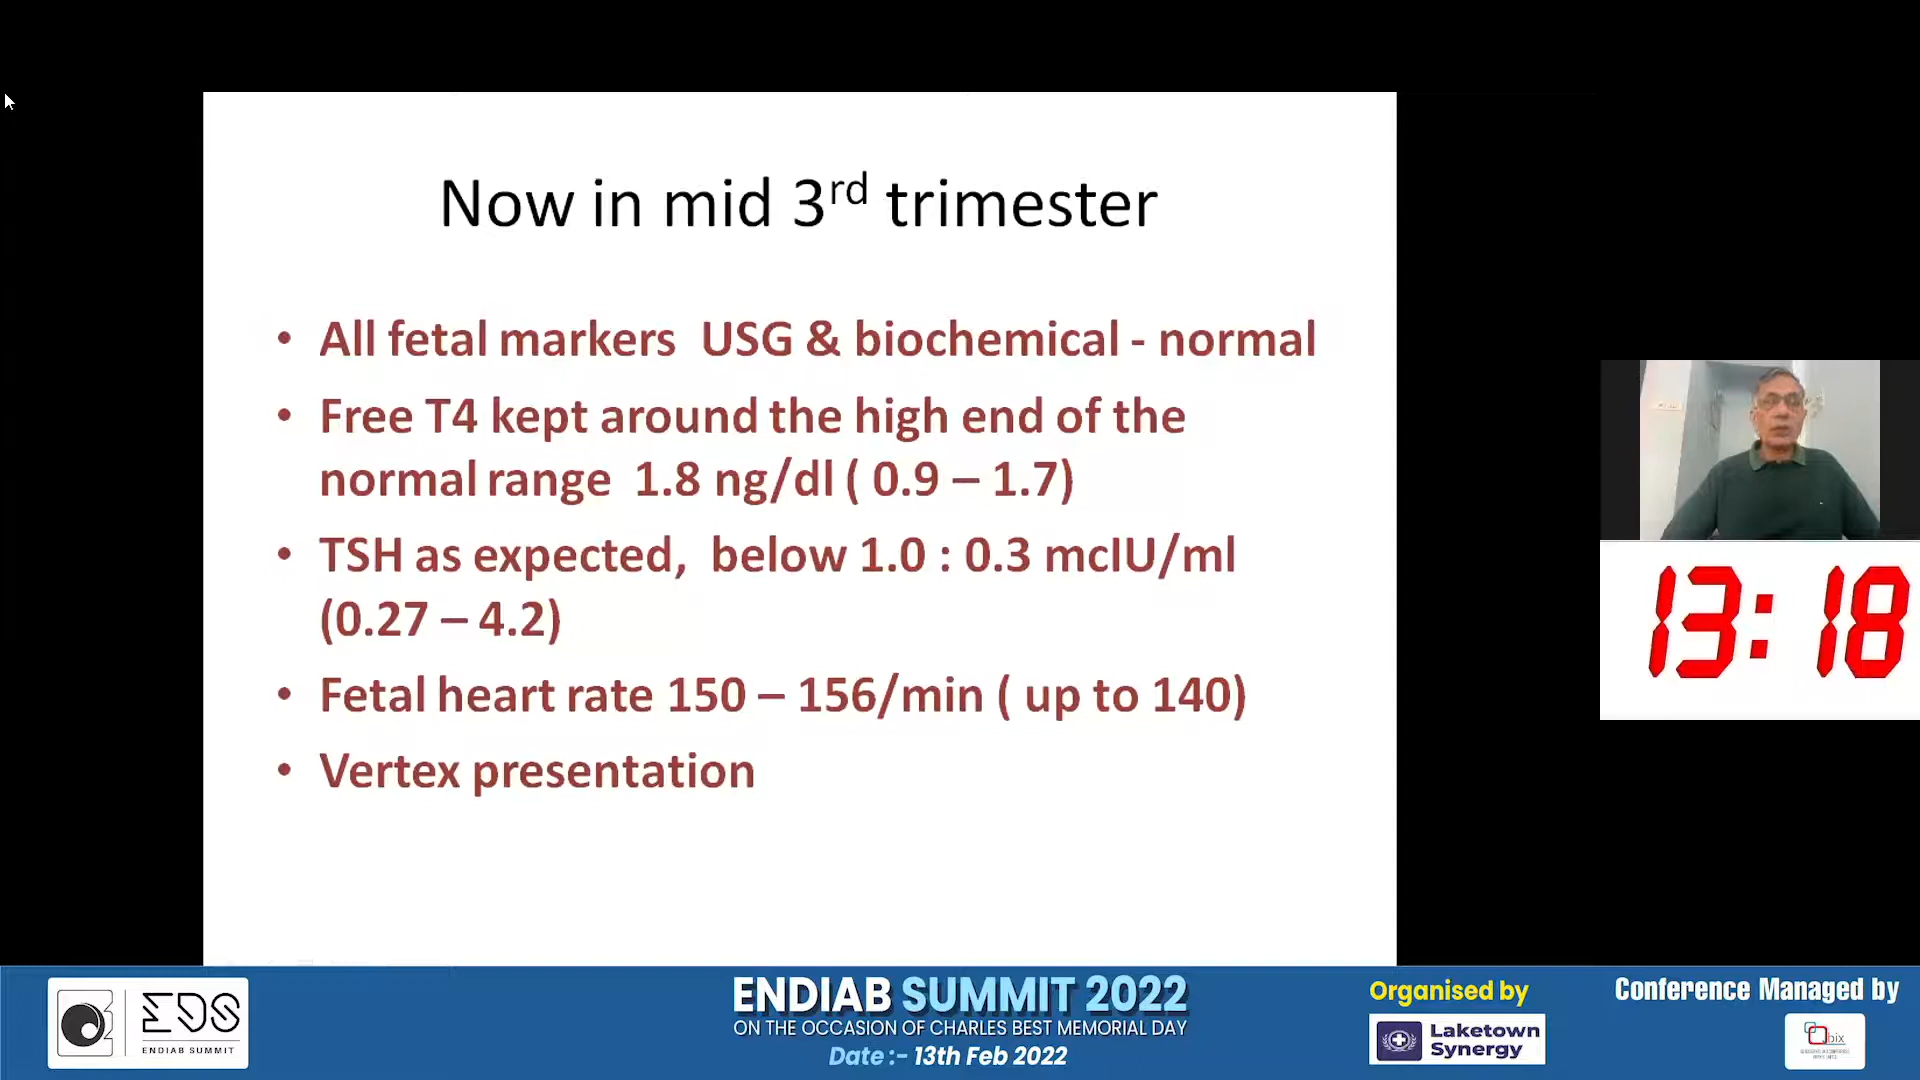 Now in mid 3rd trimester
• All fetal markers USG & biochemical - normal
• Free T4 kept around the high end of the
normal range 1.8 ng/dl ( 0.9 – 1.7)
• TSH as expected, below 1.0 : 0.3 mcIU/ml
(0.27 – 4.2)
• Fetal heart rate 150 – 156/min ( up to 140)
• Vertex presentation
13: 18
EDS
ENDIAB SUMMIT
ENDIAB SUMMIT 2022
ON THE OCCASION OF CHARLES BEST MEMORIAL DAY
Date :- 13th Feb 2022
Organised by
Laketown
Synergy
Conference Managed by
Qbix